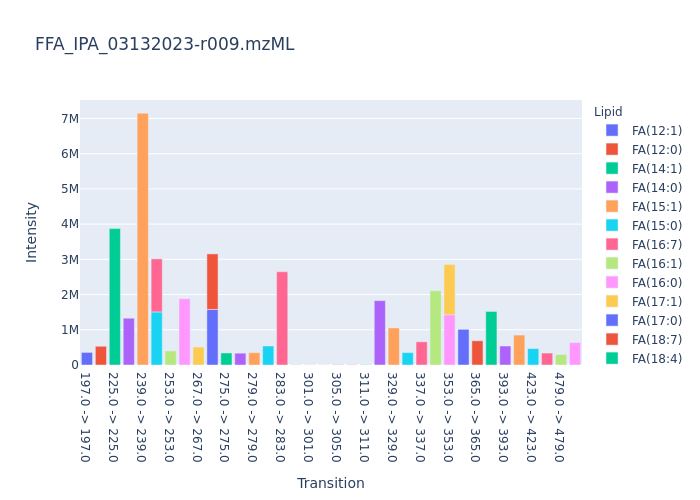 FFA_IPA_03132023-r009.mzML
Lipid
FA(12:1)
FA(12:0)
FA(14:1)
FA(14:0)
FA(15:1)
FA(15:0)
FA(16:7)
FA(16:1)
FA(16:0)
FA(17:1)
FA(17:0)
FA(18:7)
FA(18:4)
Intensity
7M
6M
5M
4M
3M
2M
1M
0
197.0 -> 197.0
225.0 -> 225.0
239.0 -> 239.0
253.0 -> 253.0
267.0 -> 267.0
275.0 -> 275.0
279.0 -> 279.0
283.0 -> 283.0
301.0 -> 301.0
305.0 -> 305.0
311.0 -> 311.0
329.0 -> 329.0
337.0 -> 337.0
353.0 -> 353.0
365.0 -> 365.0
393.0 -> 393.0
423.0 -> 423.0
479.0 -> 479.0
Transition